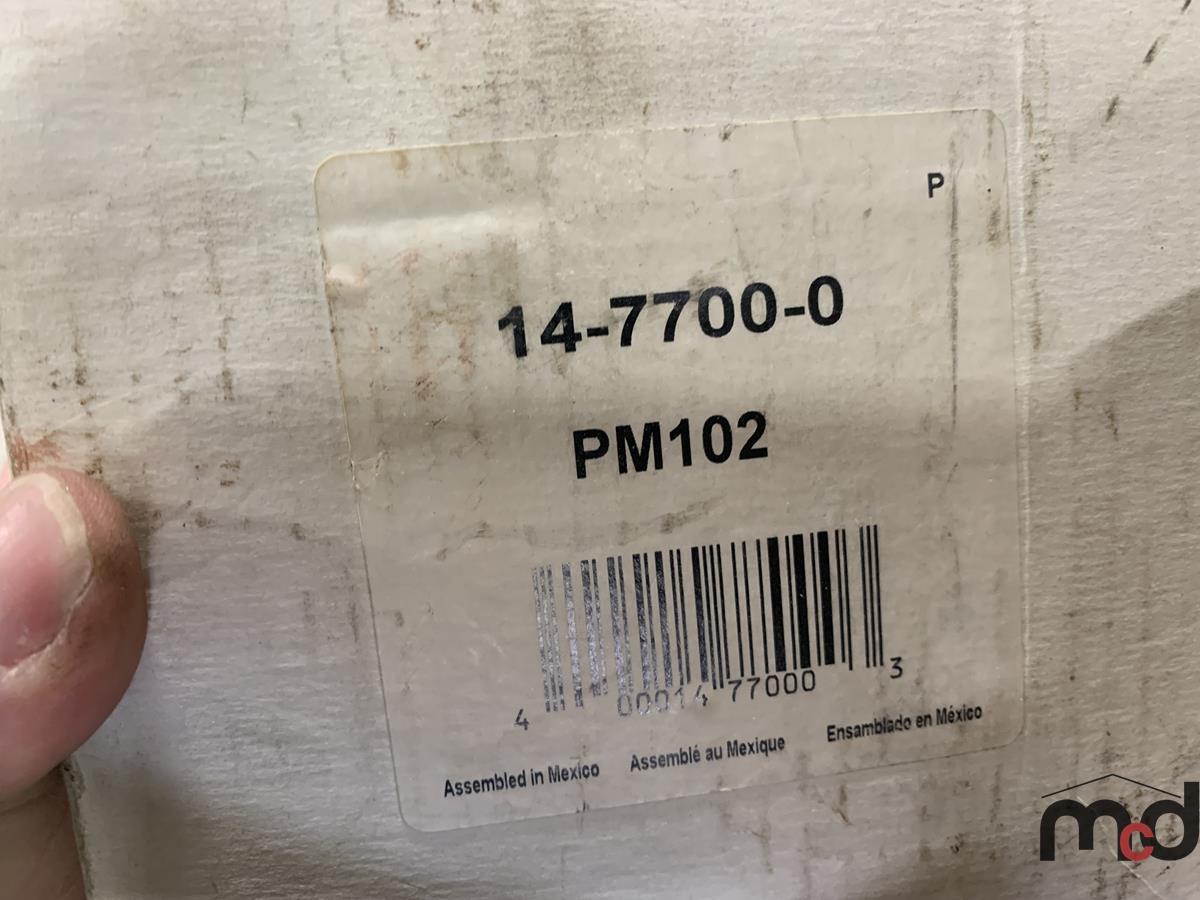 P
14-7700-0
PM102
4 00014 77000 3
Assembled in Mexico Assemblé au Mexique Ensamblado en México
mcd